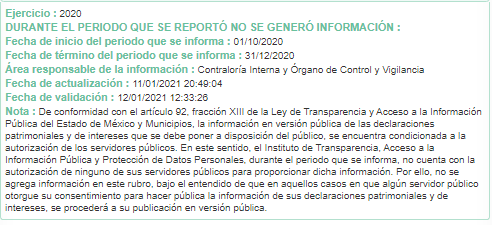 Ejercicio : 2020
DURANTE EL PERIODO QUE SE REPORTÓ NO SE GENERÓ INFORMACIÓN :
Fecha de inicio del periodo que se informa : 01/10/2020
Fecha de término del periodo que se informa : 31/12/2020
Área responsable de la información : Contraloría Interna y Órgano de Control y Vigilancia
Fecha de actualización : 11/01/2021 20:49:04
Fecha de validación : 12/01/2021 12:33:26
Nota : De conformidad con el artículo 92, fracción XIII de la Ley de Transparencia y Acceso a la Información
Pública del Estado de México y Municipios, la información en versión pública de las declaraciones
patrimoniales y de intereses que se debe poner a disposición del público, se encuentra condicionada a la
autorización de los servidores públicos. En este sentido, el Instituto de Transparencia, Acceso a la
Información Pública y Protección de Datos Personales, durante el periodo que se informa, no cuenta con la
autorización de ninguno de sus servidores públicos para proporcionar dicha información. Por ello, no se
agrega información en este rubro, bajo el entendido de que en aquellos casos en que algún servidor público
otorgue su consentimiento para hacer pública la información de sus declaraciones patrimoniales y de
intereses, se procederá a su publicación en versión pública.